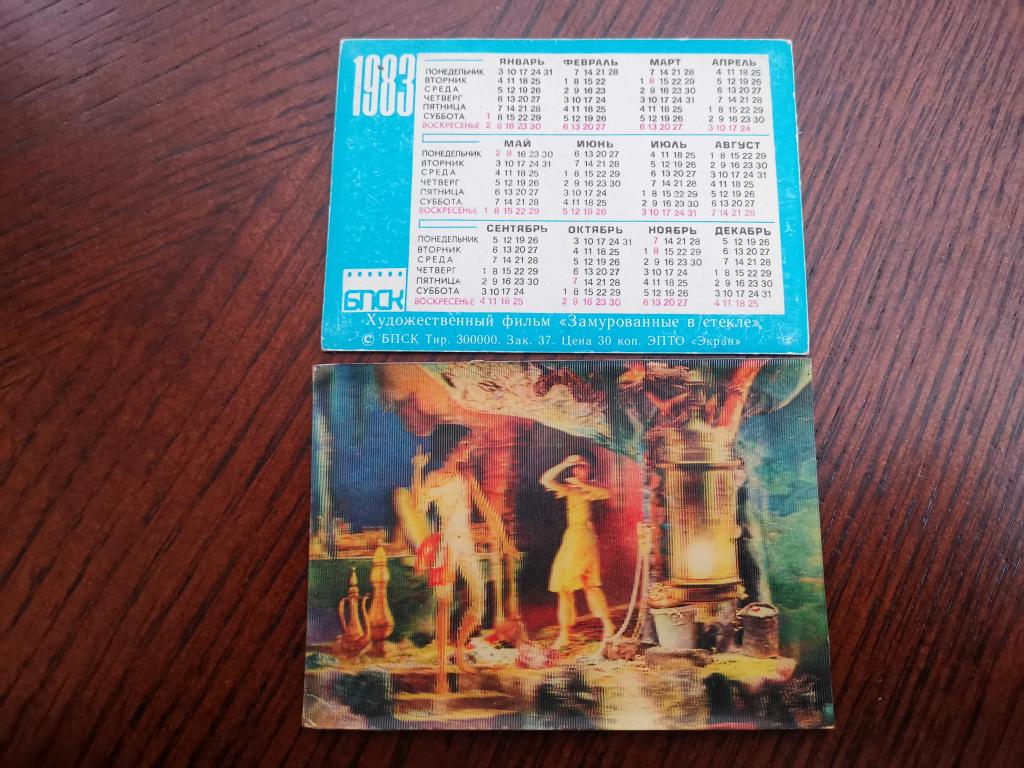 1983
ЯНВАРЬ ФЕВРАЛЬ МАРТ АПРЕЛЬ
ПОНЕДЕЛЬНИК 3 10 17 24 31 7 14 21 28 7 14 21 28 4 11 18 25
ВТОРНИК 4 11 18 25 1 8 15 22 1 8 15 22 29 5 12 19 26
СРЕДА 5 12 19 26 2 9 16 23 2 9 16 23 30 6 13 20 27
ЧЕТВЕРГ 6 13 20 27 3 10 17 24 3 10 17 24 31 7 14 21 28
ПЯТНИЦА 7 14 21 28 4 11 18 25 4 11 18 25 1 8 15 22 29
СУББОТА 1 8 15 22 29 5 12 19 26 5 12 19 26 2 9 16 23 30
ВОСКРЕСЕНЬЕ 2 9 16 23 30 6 13 20 27 6 13 20 27 3 10 17 24
МАЙ ИЮНЬ ИЮЛЬ АВГУСТ
ПОНЕДЕЛЬНИК 2 9 16 23 30 6 13 20 27 4 11 18 25 1 8 15 22 29
ВТОРНИК 3 10 17 24 31 7 14 21 28 5 12 19 26 2 9 16 23 30
СРЕДА 4 11 18 25 1 8 15 22 29 6 13 20 27 3 10 17 24 31
ЧЕТВЕРГ 5 12 19 26 2 9 16 23 30 7 14 21 28 4 11 18 25
ПЯТНИЦА 6 13 20 27 3 10 17 24 1 8 15 22 29 5 12 19 26
СУББОТА 7 14 21 28 4 11 18 25 2 9 16 23 30 6 13 20 27
ВОСКРЕСЕНЬЕ 1 8 15 22 29 5 12 19 26 3 10 17 24 31 7 14 21 28
СЕНТЯБРЬ ОКТЯБРЬ НОЯБРЬ ДЕКАБРЬ
ПОНЕДЕЛЬНИК 5 12 19 26 3 10 17 24 31 7 14 21 28 5 12 19 26
ВТОРНИК 6 13 20 27 4 11 18 25 1 8 15 22 29 6 13 20 27
СРЕДА 7 14 21 28 5 12 19 26 2 9 16 23 30 7 14 21 28
ЧЕТВЕРГ 1 8 15 22 29 6 13 20 27 3 10 17 24 1 8 15 22 29
ПЯТНИЦА 2 9 16 23 30 7 14 21 28 4 11 18 25 2 9 16 23 30
СУББОТА 3 10 17 24 1 8 15 22 29 5 12 19 26 3 10 17 24 31
ВОСКРЕСЕНЬЕ 4 11 18 25 2 9 16 23 30 6 13 20 27 4 11 18 25
БПСК
Художественный фильм «Замурованные в стекле»
© БПСК Тир. 300000. Зак. 37. Цена 30 коп. ЭПТО «Экран»